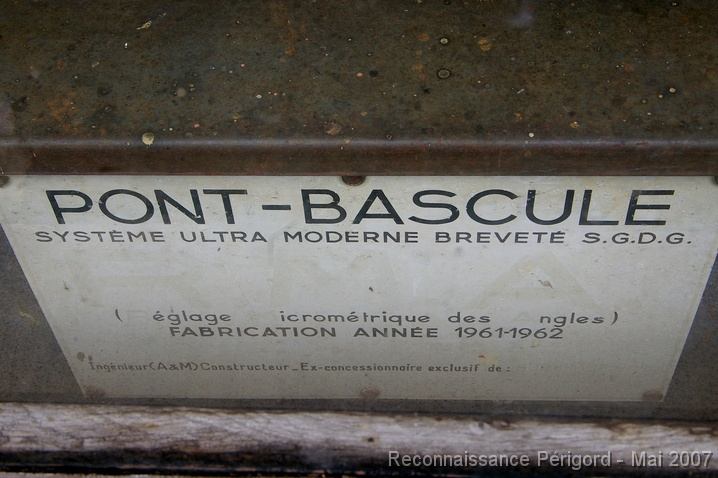 PONT-BASCULE
SYSTÈME ULTRA MODERNE BREVETÉ S.G.D.G.
( églage icrométrique des ngles)
FABRICATION ANNÉE 1961-1962
Ingénieur(A&M)Constructeur_Ex-concessionnaire exclusif de :
Reconnaissance Périgord - Mai 2007